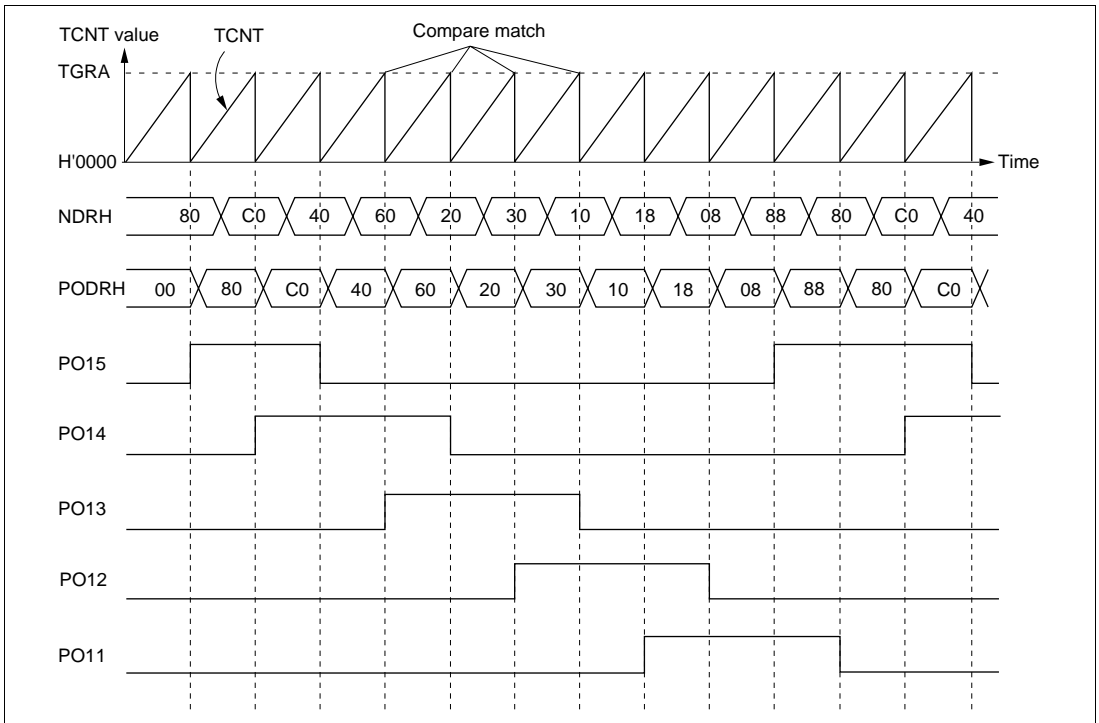 TCNT value TCNT Compare match
TGRA
H'0000 Time
NDRH 80 C0 40 60 20 30 10 18 08 88 80 C0 40
PODRH 00 80 C0 40 60 20 30 10 18 08 88 80 C0
PO15
PO14
PO13
PO12
PO11